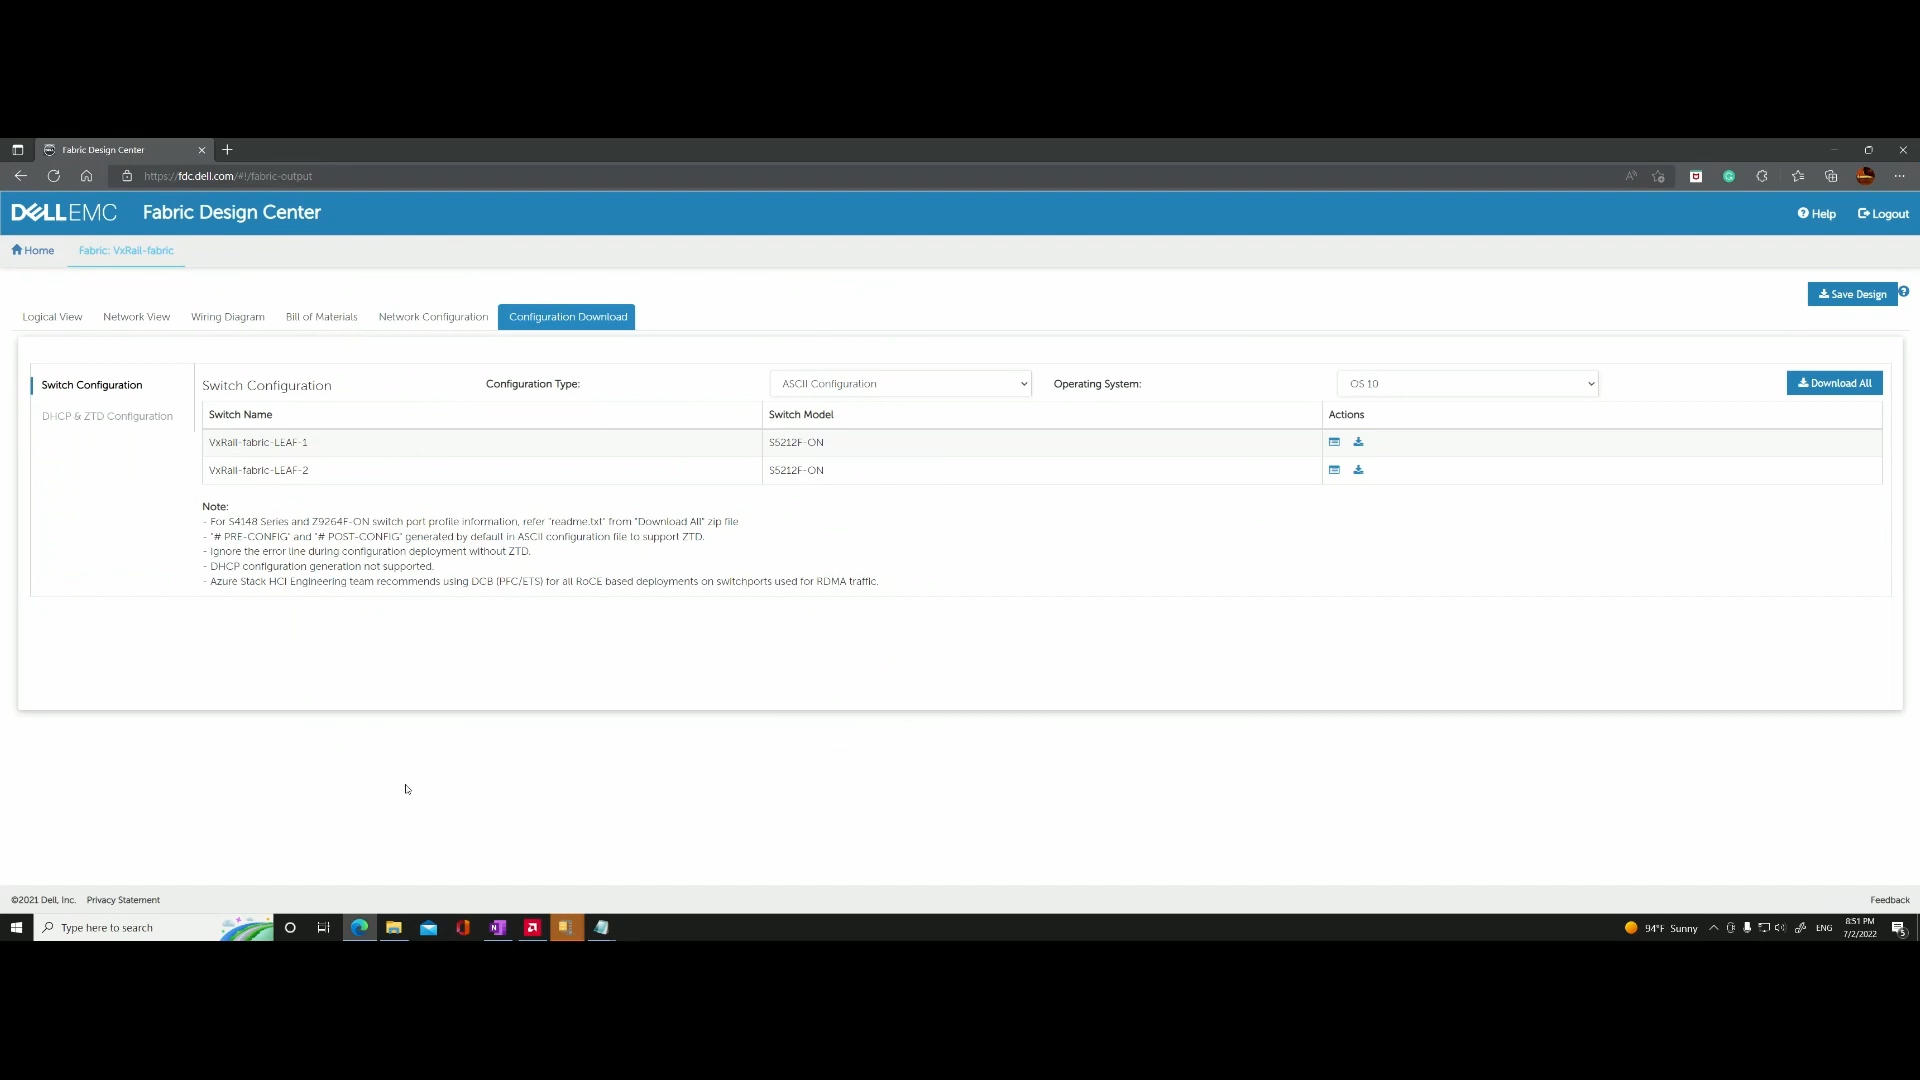 Fabric Design Center
https://fdc.dell.com/#!/fabric-output
DELLEMC Fabric Design Center
Help
Logout
Home
Fabric: VxRail-fabric
Save Design
Logical View
Network View
Wiring Diagram
Bill of Materials
Network Configuration
Configuration Download
Switch Configuration
DHCP & ZTD Configuration
Switch Configuration
Configuration Type:
ASCII Configuration
Operating System:
OS 10
Download All
Switch Name
Switch Model
Actions
VxRail-fabric-LEAF-1
S5212F-ON
VxRail-fabric-LEAF-2
S5212F-ON
Note:
- For S4148 Series and Z9264F-ON switch port profile information, refer "readme.txt" from "Download All" zip file
- "# PRE-CONFIG" and "# POST-CONFIG" generated by default in ASCII configuration file to support ZTD.
- Ignore the error line during configuration deployment without ZTD.
- DHCP configuration generation not supported.
- Azure Stack HCI Engineering team recommends using DCB (PFC/ETS) for all RoCE based deployments on switchports used for RDMA traffic.
©2021 Dell, Inc.
Privacy Statement
Feedback
Type here to search
94°F Sunny
ENG
8:51 PM
7/2/2022
5